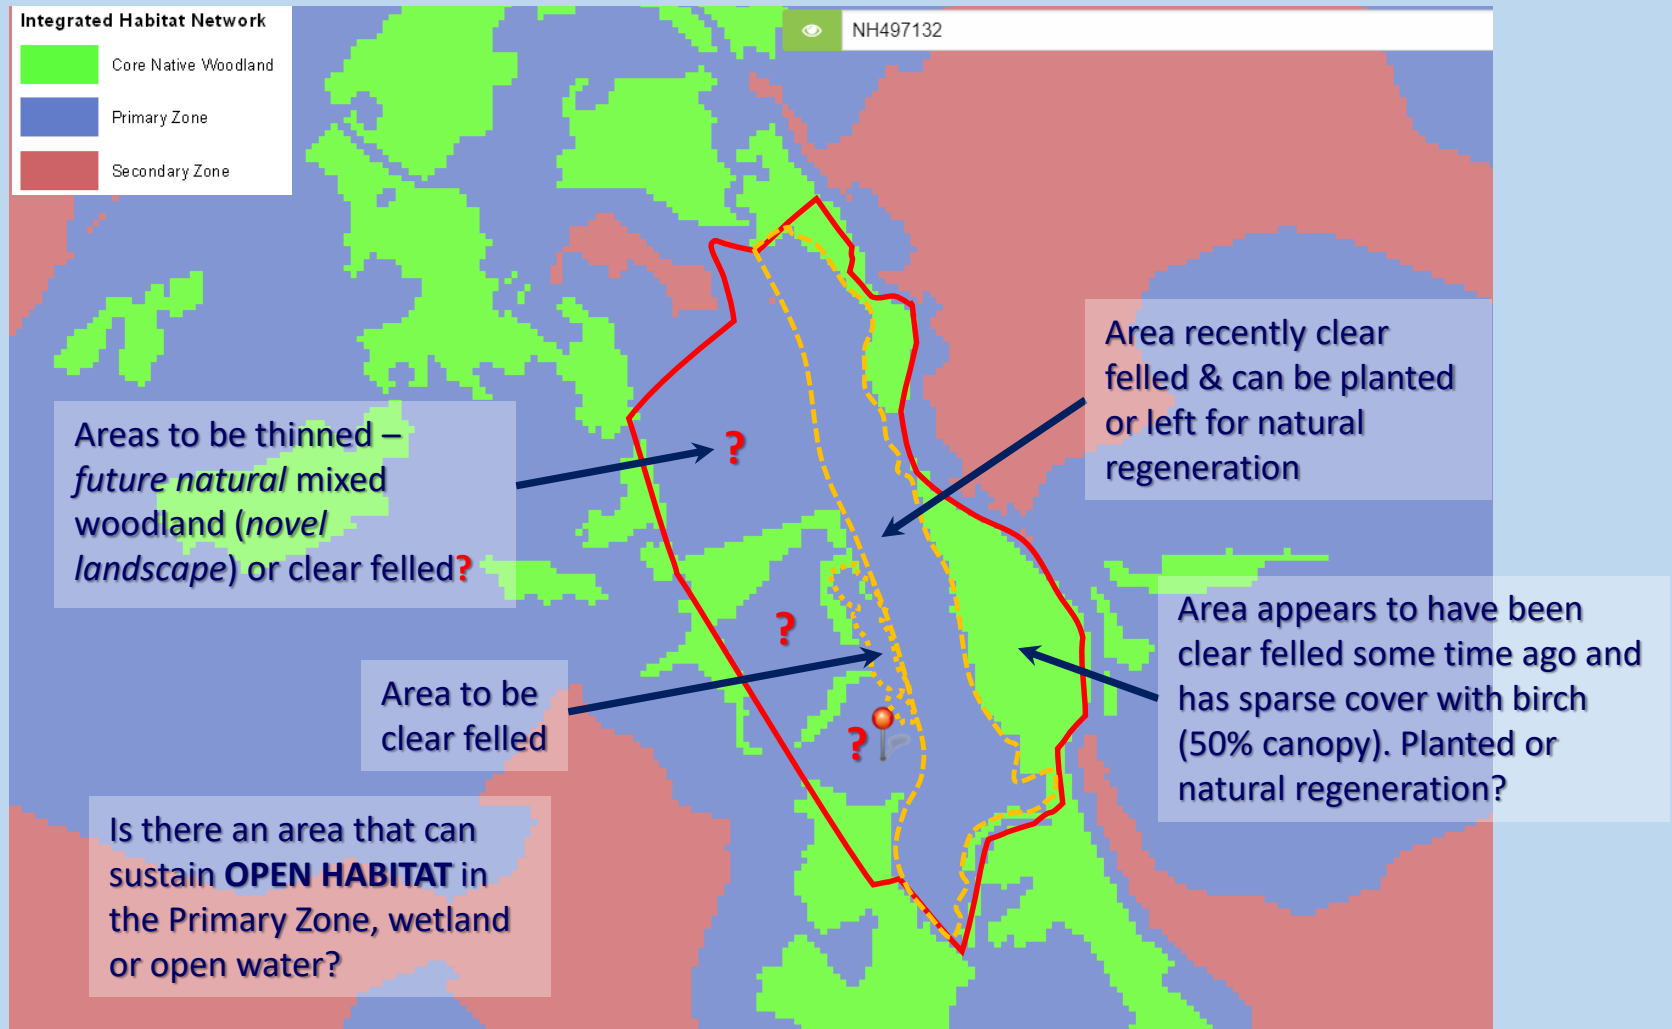 Integrated Habitat Network
Core Native Woodland
Primary Zone
Secondary Zone
NH497132
Area recently clear
felled & can be planted
or left for natural
regeneration
Areas to be thinned –
future natural mixed
woodland (novel
landscape) or clear felled?
?
?
?
Area appears to have been
clear felled some time ago and
has sparse cover with birch
(50% canopy). Planted or
natural regeneration?
Area to be
clear felled
Is there an area that can
sustain OPEN HABITAT in
the Primary Zone, wetland
or open water?